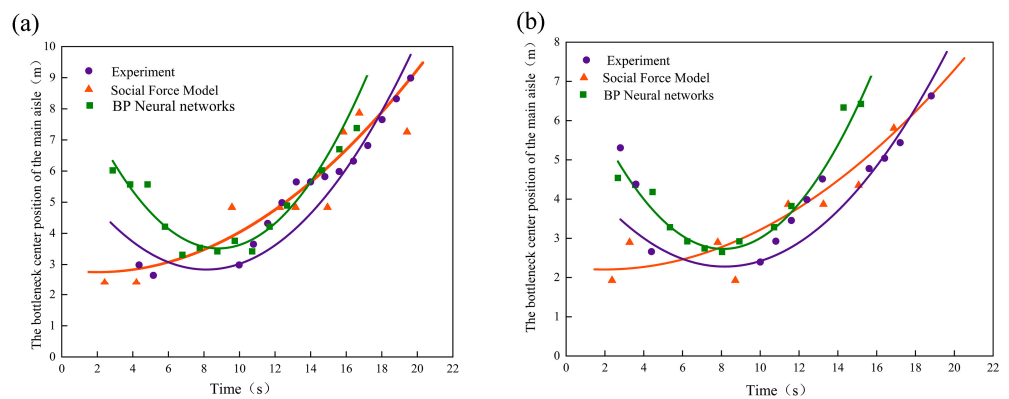 (a)
The bottleneck center position of the main aisle（m）
10
9
8
7
6
5
4
3
2
1
0
Experiment
Social Force Model
BP Neural networks
0 2 4 6 8 10 12 14 16 18 20 22
Time（s）
(b)
The bottleneck center position of the main aisle（m）
8
7
6
5
4
3
2
1
0
Experiment
Social Force Model
BP Neural networks
0 2 4 6 8 10 12 14 16 18 20 22
Time（s）